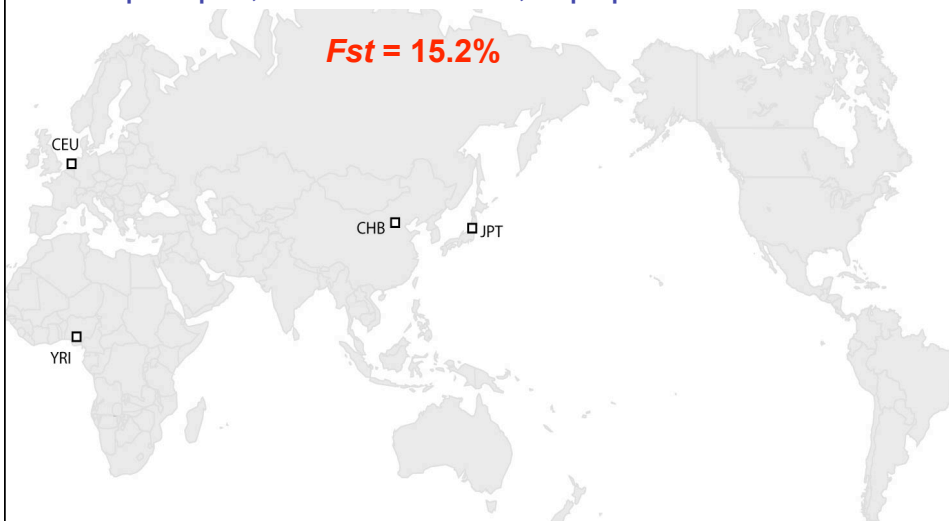 Fst = 15.2%
CEU
CHB
JPT
YRI